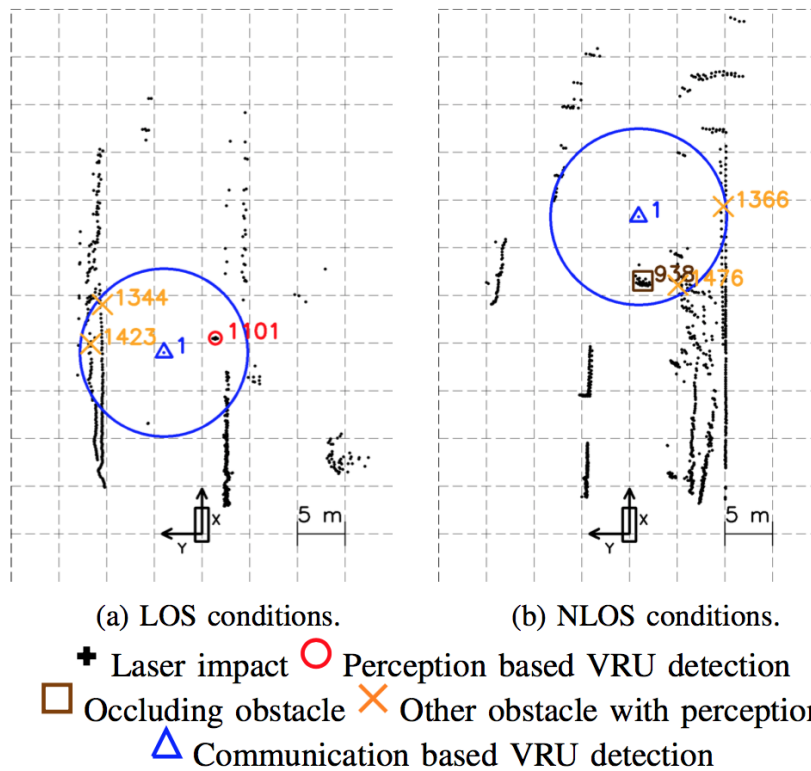 1344
1423
1
1101
X
Y
5 m
1
1366
938
1476
X
Y
5 m
(a) LOS conditions.
(b) NLOS conditions.
Laser impact
Perception based VRU detection
Occluding obstacle
Other obstacle with perception
Communication based VRU detection